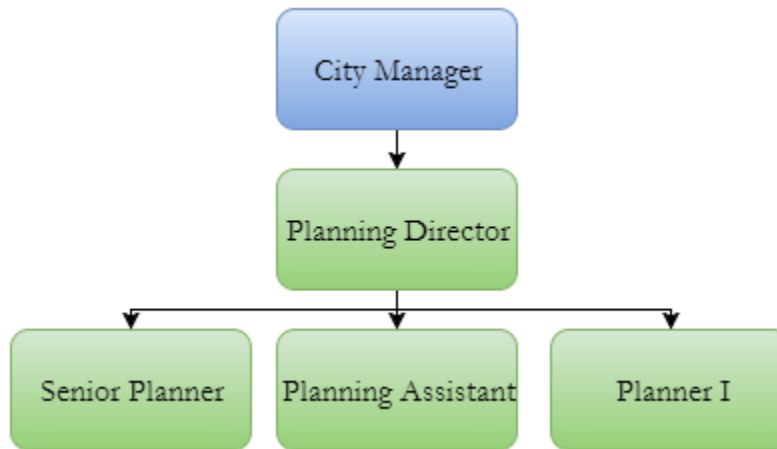 City Manager
Planning Director
Senior Planner
Planning Assistant
Planner I